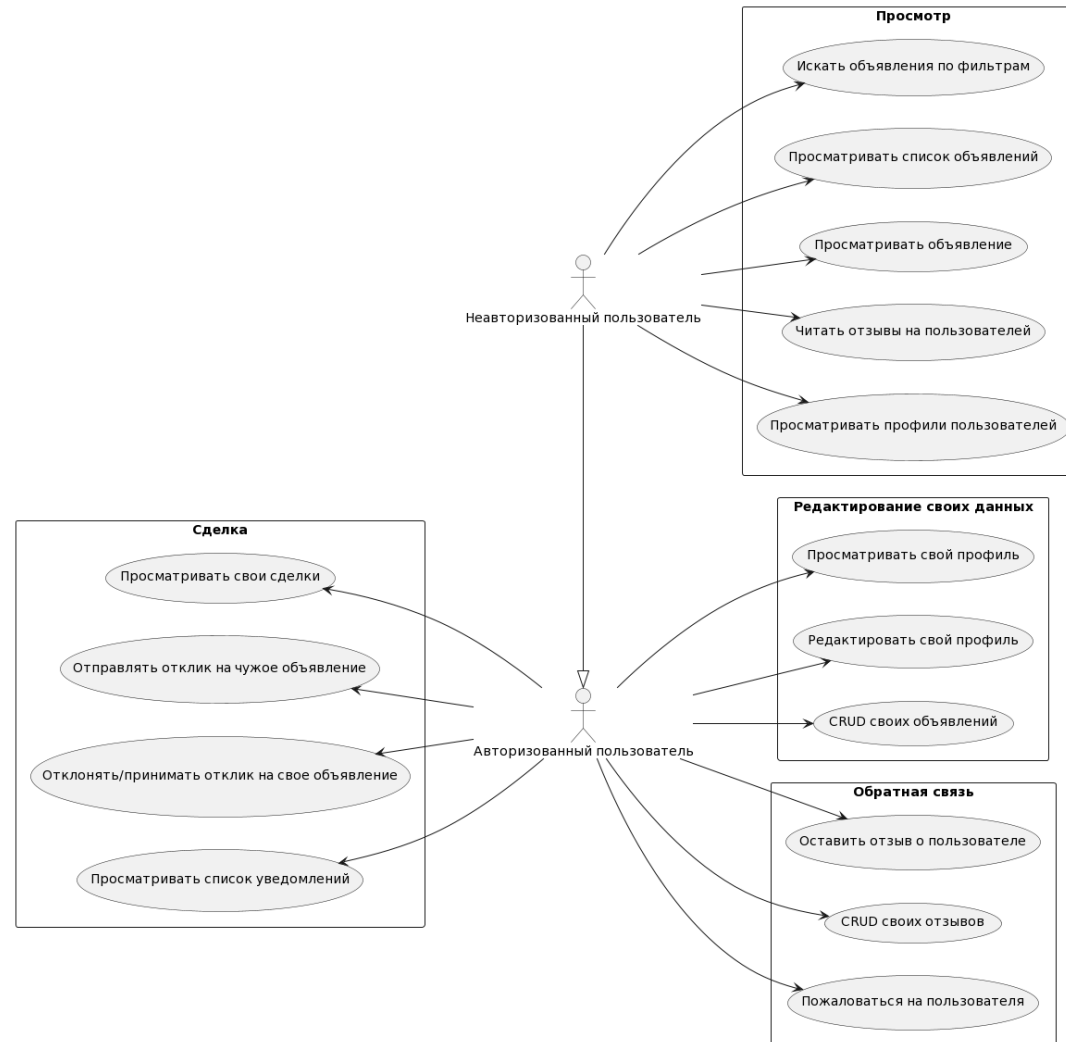 Просмотр
Искать объявления по фильтрам
Просматривать список объявлений
Просматривать объявление
Читать отзывы на пользователей
Просматривать профили пользователей
Неавторизованный пользователь
Редактирование своих данных
Просматривать свой профиль
Редактировать свой профиль
CRUD своих объявлений
Сделка
Просматривать свои сделки
Отправлять отклик на чужое объявление
Отклонять/принимать отклик на свое объявление
Просматривать список уведомлений
Авторизованный пользователь
Обратная связь
Оставить отзыв о пользователе
CRUD своих отзывов
Пожаловаться на пользователя